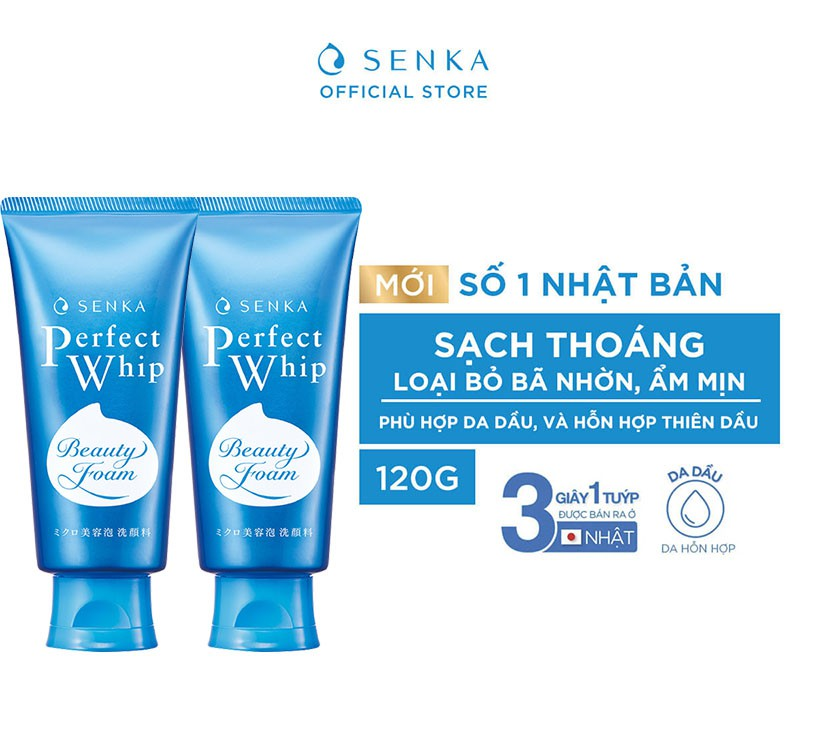 SENKA
OFFICIAL STORE
SENKA
Perfect
Whip
Beauty
Foam
ミクロ美容泡 洗顔料
SENKA
Perfect
Whip
Beauty
Foam
ミクロ美容泡 洗顔料
MỚI SỐ 1 NHẬT BẢN
SẠCH THOÁNG
LOẠI BỎ BÃ NHỜN, ẨM MỊN
PHÙ HỢP DA DẦU, VÀ HỖN HỢP THIÊN DẦU
120G
3 GIÂY 1 TUÝP
ĐƯỢC BÁN RA Ở
NHẬT
DA DẦU
DA HỖN HỢP